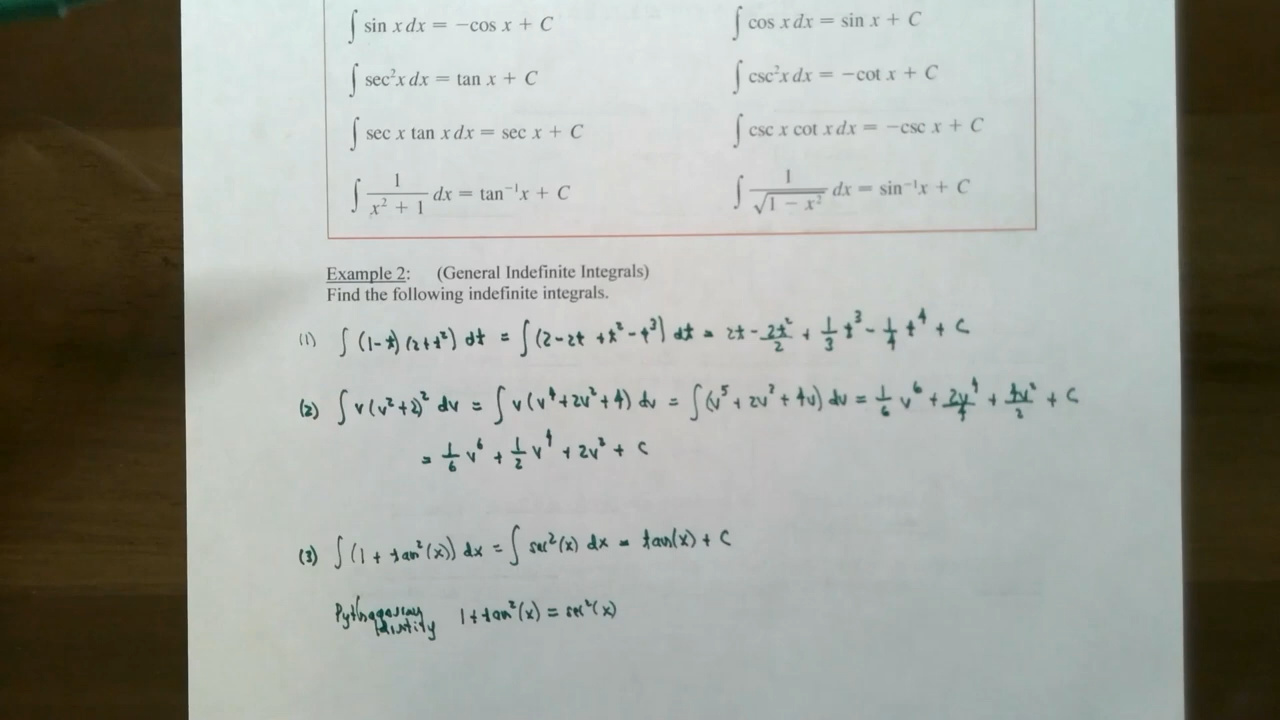 ∫ sin x dx = −cos x + C ∫ cos x dx = sin x + C
∫ sec²x dx = tan x + C ∫ csc²x dx = −cot x + C
∫ sec x tan x dx = sec x + C ∫ csc x cot x dx = −csc x + C
∫ 1/(x² + 1) dx = tan⁻¹x + C ∫ 1/√(1 − x²) dx = sin⁻¹x + C
Example 2: (General Indefinite Integrals)
Find the following indefinite integrals.
(1) ∫ (1-t)(2+t²) dt = ∫ (2-2t+t²-t³) dt = 2t - 2t²/2 + 1/3 t³ - 1/4 t⁴ + C
(2) ∫ v(v²+2)² dv = ∫ v(v⁴+2v²+4) dv = ∫ (v⁵+2v³+4v) dv = 1/6 v⁶ + 2v⁴/4 + 4v²/2 + C
= 1/6 v⁶ + 1/2 v⁴ + 2v² + C
(3) ∫ (1+tan²(x)) dx = ∫ sec²(x) dx = tan(x) + C
Pythagorean Identity 1+tan²(x) = sec²(x)